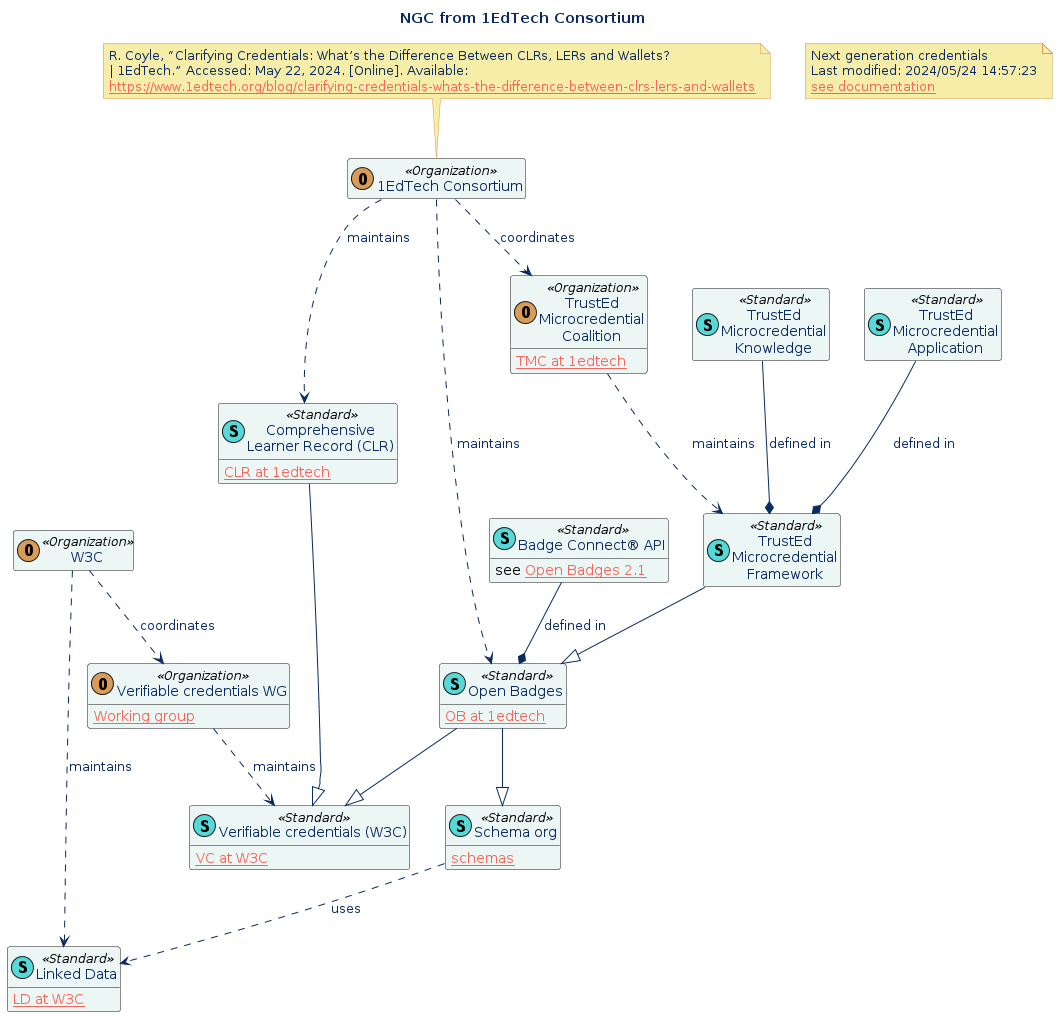 NGC from 1EdTech Consortium
R. Coyle, “Clarifying Credentials: What’s the Difference Between CLRs, LERs and Wallets?
| 1EdTech.” Accessed: May 22, 2024. [Online]. Available:
https://www.1edtech.org/blog/clarifying-credentials-whats-the-difference-between-clrs-lers-and-wallets
Next generation credentials
Last modified: 2024/05/24 14:57:23
see documentation
O
«Organization»
1EdTech Consortium
maintains
coordinates
O
«Organization»
TrustEd
Microcredential
Coalition
TMC at 1edtech
S
«Standard»
TrustEd
Microcredential
Knowledge
S
«Standard»
TrustEd
Microcredential
Application
S
«Standard»
Comprehensive
Learner Record (CLR)
CLR at 1edtech
maintains
maintains
defined in
defined in
O
«Organization»
W3C
S
«Standard»
Badge Connect® API
see Open Badges 2.1
S
«Standard»
TrustEd
Microcredential
Framework
coordinates
defined in
O
«Organization»
Verifiable credentials WG
Working group
S
«Standard»
Open Badges
OB at 1edtech
maintains
maintains
S
«Standard»
Verifiable credentials (W3C)
VC at W3C
S
«Standard»
Schema org
schemas
uses
S
«Standard»
Linked Data
LD at W3C